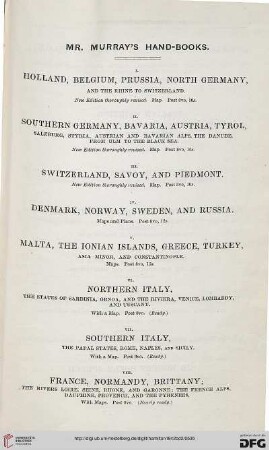 MR. MURRAY'S HAND-BOOKS.
I.
HOLLAND, BELGIUM, PRUSSIA, NORTH GERMANY,
AND THE RHINE TO SWITZERLAND.
New Edition thoroughly revised. Map. Post 8vo,
II.
SOUTHERN GERMANY, BAVARIA, AUSTRIA, TYROL,
SALZBURG, STYRIA, AUSTRIAN AND BAVARIAN ALPS, THE DANUBE,
FROM ULM TO THE BLACK SEA.
New Edition thoroughly revised. Map. Post 8vo,
III.
SWITZERLAND, SAVOY, AND PIEDMONT.
New Edition thoroughly revised. Map. Post 8vo,
IV.
DENMARK, NORWAY, SWEDEN, AND RUSSIA.
Maps and Plans. Post 8vo,
V.
MALTA, THE IONIAN ISLANDS, GREECE, TURKEY,
ASIA MINOR, AND CONSTANTINOPLE.
Maps. Post 8vo,
VI.
NORTHERN ITALY,
THE STATES OF SARDINIA, GENOA, AND THE RIVIERA, VENICE, LOMBARDY,
AND TUSCANY.
With a Map. Post 8vo. (Ready.)
VII.
SOUTHERN ITALY,
THE PAPAL STATES, ROME, NAPLES, AND SICILY.
With a Map. Post 8vo. (Ready.)
VIII.
FRANCE, NORMANDY, BRITTANY;
THE RIVERS LOIRE, SEINE, RHONE, AND GARONNE; THE FRENCH ALPS,
DAUPHINE, PROVENCE, AND THE PYRENEES.
With Maps. Post 8vo. (Nearly ready.)
UNIVERSITÄTS-
BIBLIOTHEK
HEIDELBERG
gefördert durch die
DFG